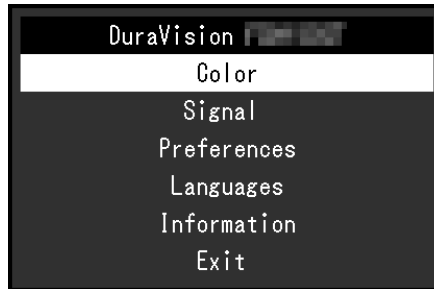 DuraVision
Color
Signal
Preferences
Languages
Information
Exit